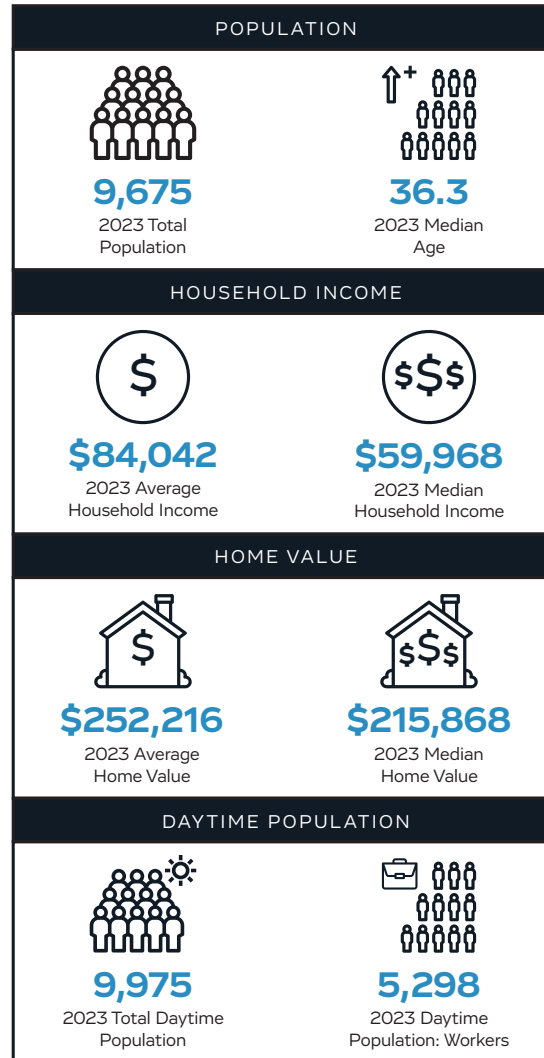 POPULATION
9,675
2023 Total
Population
36.3
2023 Median
Age
HOUSEHOLD INCOME
$
$84,042
2023 Average
Household Income
$$$
$59,968
2023 Median
Household Income
HOME VALUE
$
$252,216
2023 Average
Home Value
$$$
$215,868
2023 Median
Home Value
DAYTIME POPULATION
9,975
2023 Total Daytime
Population
5,298
2023 Daytime
Population: Workers